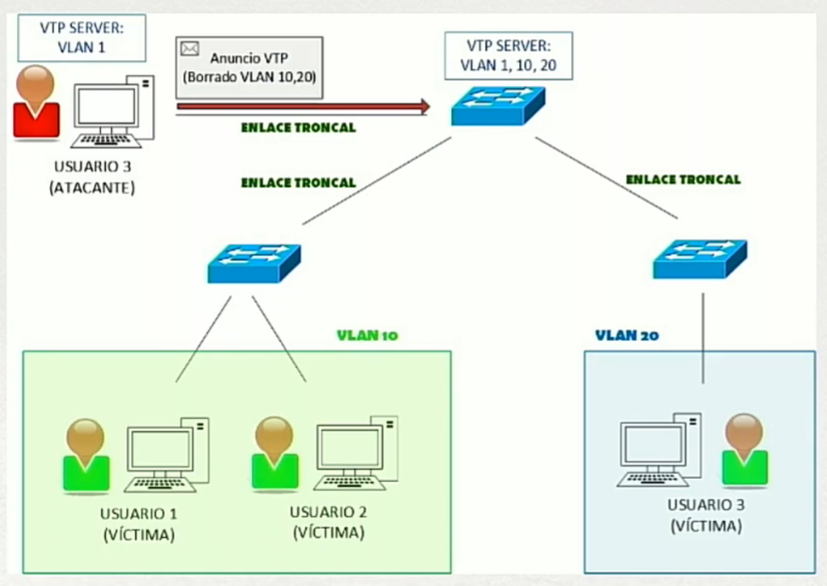 VTP SERVER:
VLAN 1
Anuncio VTP
(Borrado VLAN 10,20)
VTP SERVER:
VLAN 1, 10, 20
ENLACE TRONCAL
USUARIO 3
(ATACANTE)
ENLACE TRONCAL
ENLACE TRONCAL
VLAN 10
VLAN 20
USUARIO 1
(VÍCTIMA)
USUARIO 2
(VÍCTIMA)
USUARIO 3
(VÍCTIMA)